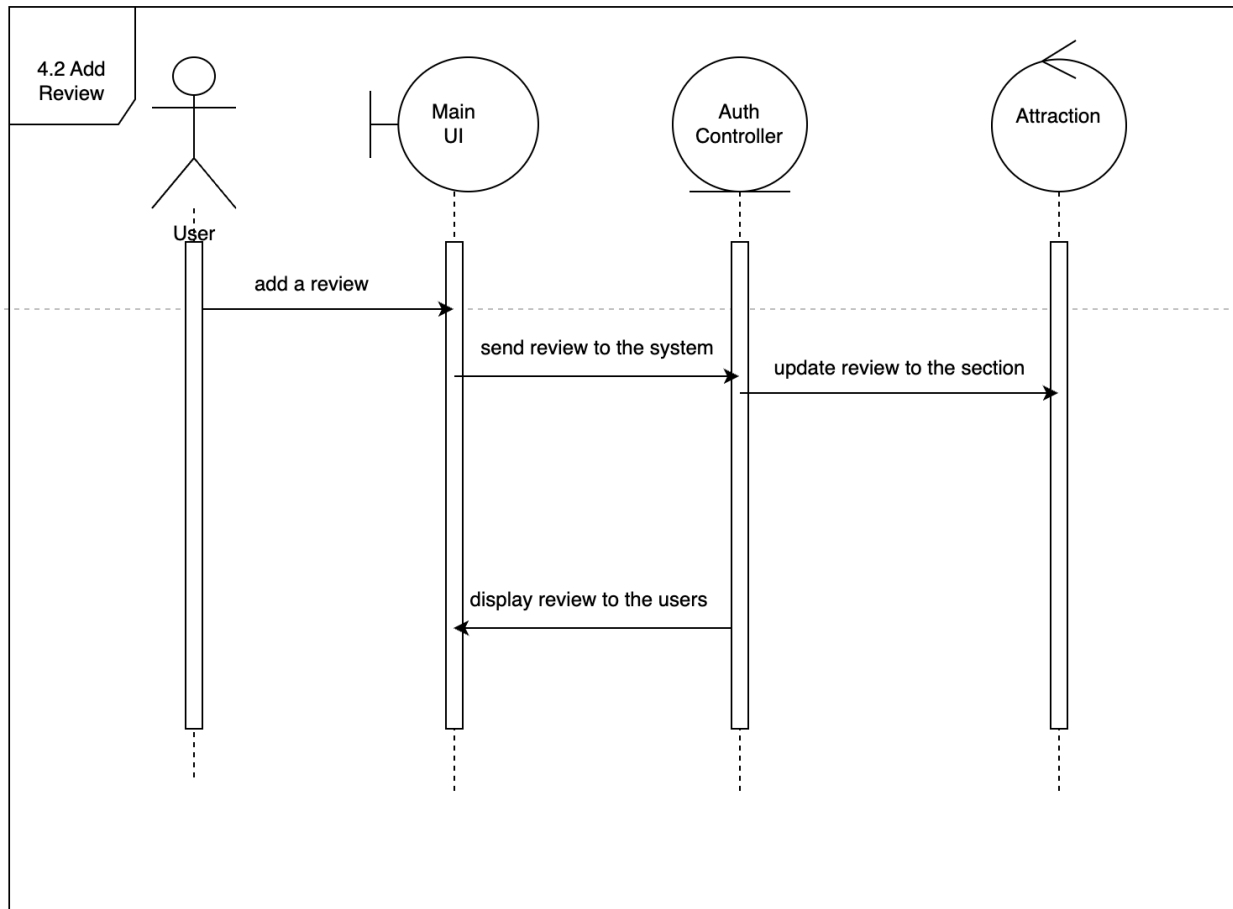 4.2 Add
Review
Main
UI
Auth
Controller
Attraction
User
add a review
send review to the system
update review to the section
display review to the users